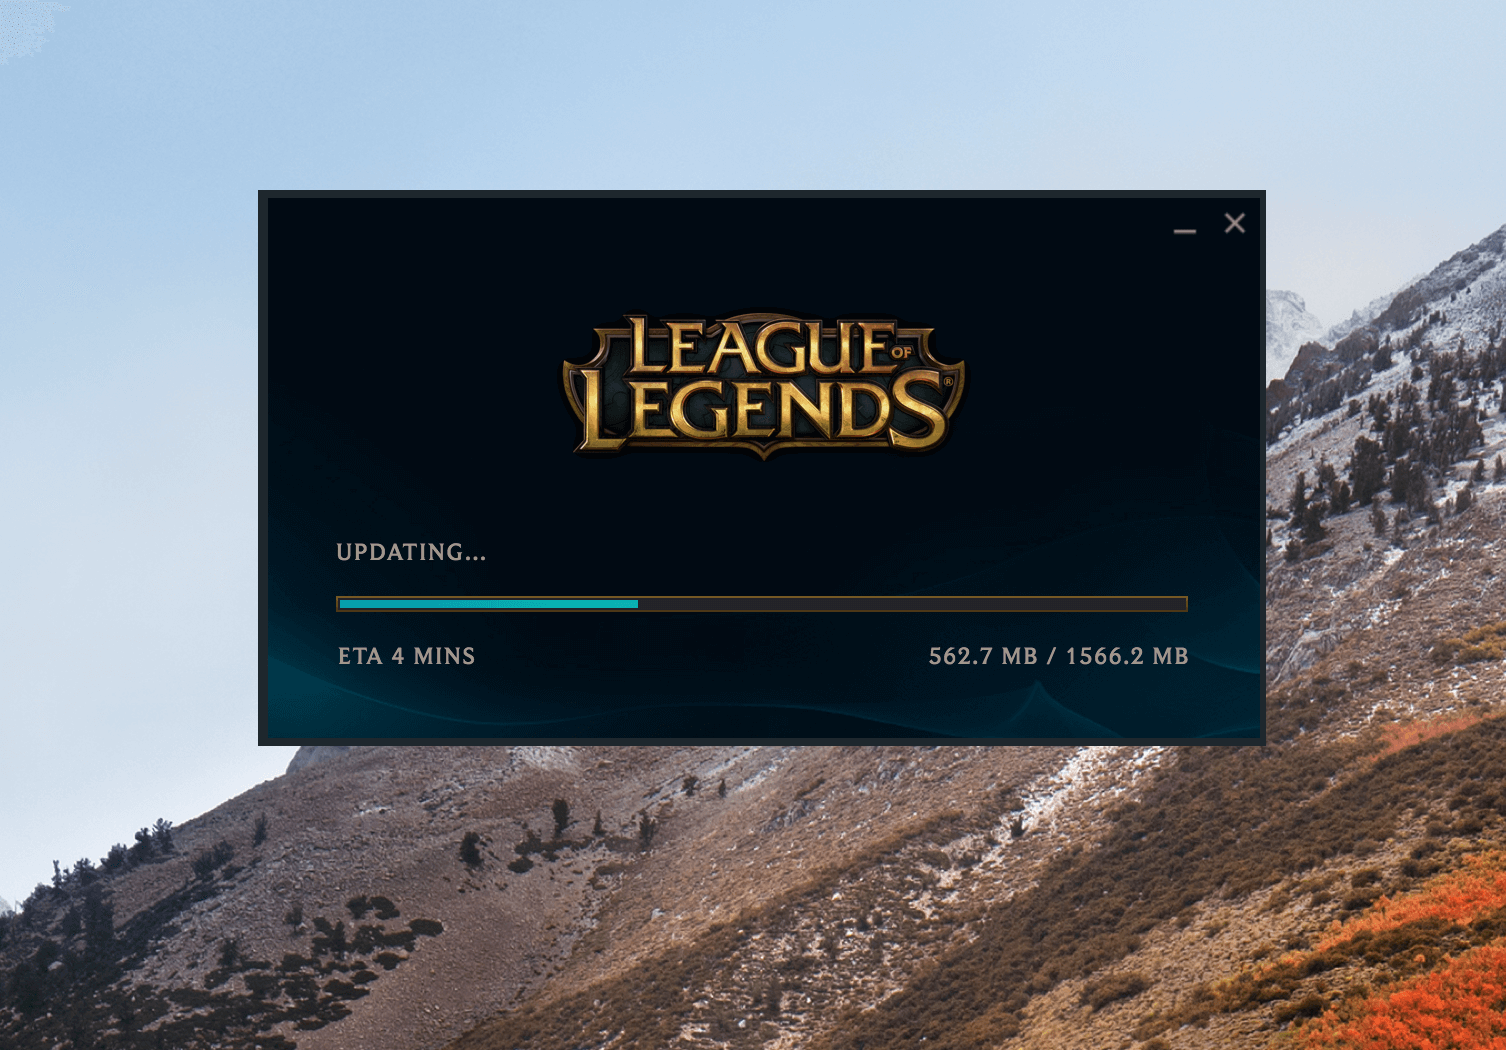 LEAGUE OF
LEGENDS®
UPDATING...
ETA 4 MINS
562.7 MB / 1566.2 MB